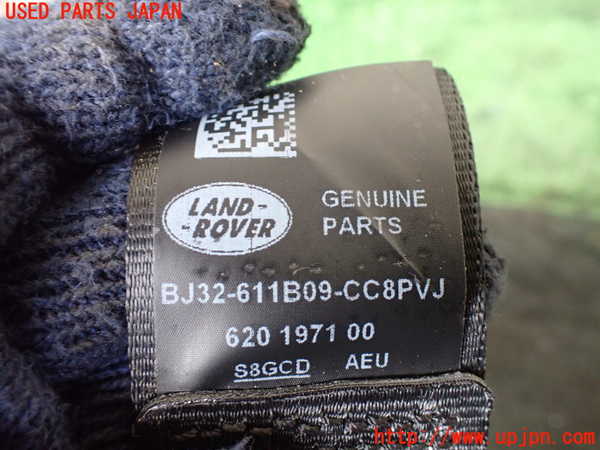 USED PARTS JAPAN
LAND-
ROVER
GENUINE
PARTS
BJ32-611B09-CC8PVJ
620 1971 00
S8GCD AEU
http://www.upjpn.com